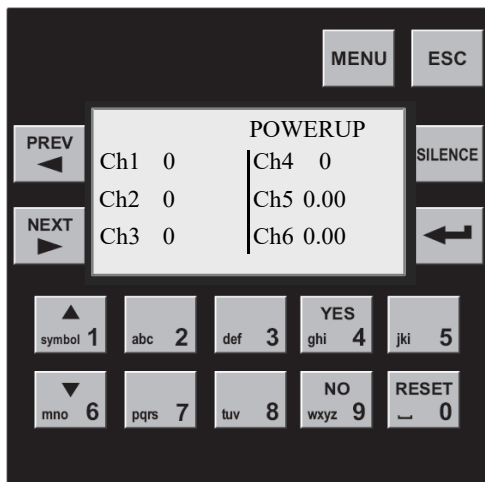 MENU ESC
POWERUP
PREV
SILENCE
Ch1 0 Ch4 0
Ch2 0 Ch5 0.00
NEXT
Ch3 0 Ch6 0.00
YES
symbol 1 abc 2 def 3 ghi 4 jki 5
NO RESET
mno 6 pqrs 7 tuv 8 wxyz 9 0